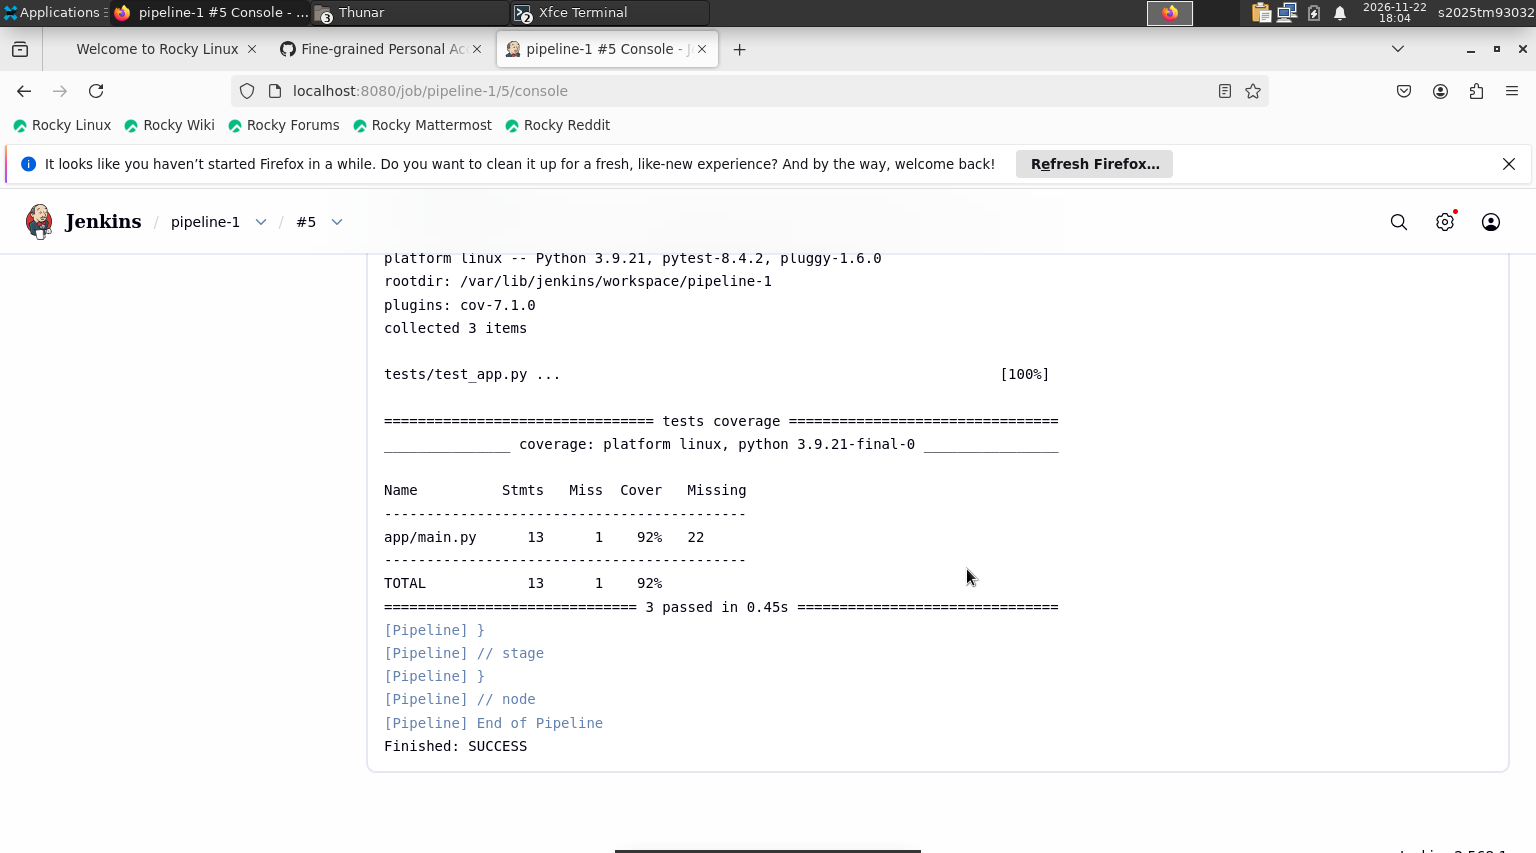 Applications
pipeline-1 #5 Console - ...
3
Thunar
2
Xfce Terminal
2026-11-22
18:04
s2025tm93032
Welcome to Rocky Linux
Fine-grained Personal Ac
pipeline-1 #5 Console - J
localhost:8080/job/pipeline-1/5/console
Rocky Linux
Rocky Wiki
Rocky Forums
Rocky Mattermost
Rocky Reddit
It looks like you haven’t started Firefox in a while. Do you want to clean it up for a fresh, like-new experience? And by the way, welcome back!
Refresh Firefox…
Jenkins / pipeline-1 / #5
platform linux -- Python 3.9.21, pytest-8.4.2, pluggy-1.6.0
rootdir: /var/lib/jenkins/workspace/pipeline-1
plugins: cov-7.1.0
collected 3 items
tests/test_app.py ... [100%]
================================ tests coverage ================================
_______________ coverage: platform linux, python 3.9.21-final-0 ________________
Name          Stmts   Miss  Cover   Missing
-------------------------------------------
app/main.py      13      1    92%   22
-------------------------------------------
TOTAL            13      1    92%
============================== 3 passed in 0.45s ===============================
[Pipeline] }
[Pipeline] // stage
[Pipeline] }
[Pipeline] // node
[Pipeline] End of Pipeline
Finished: SUCCESS